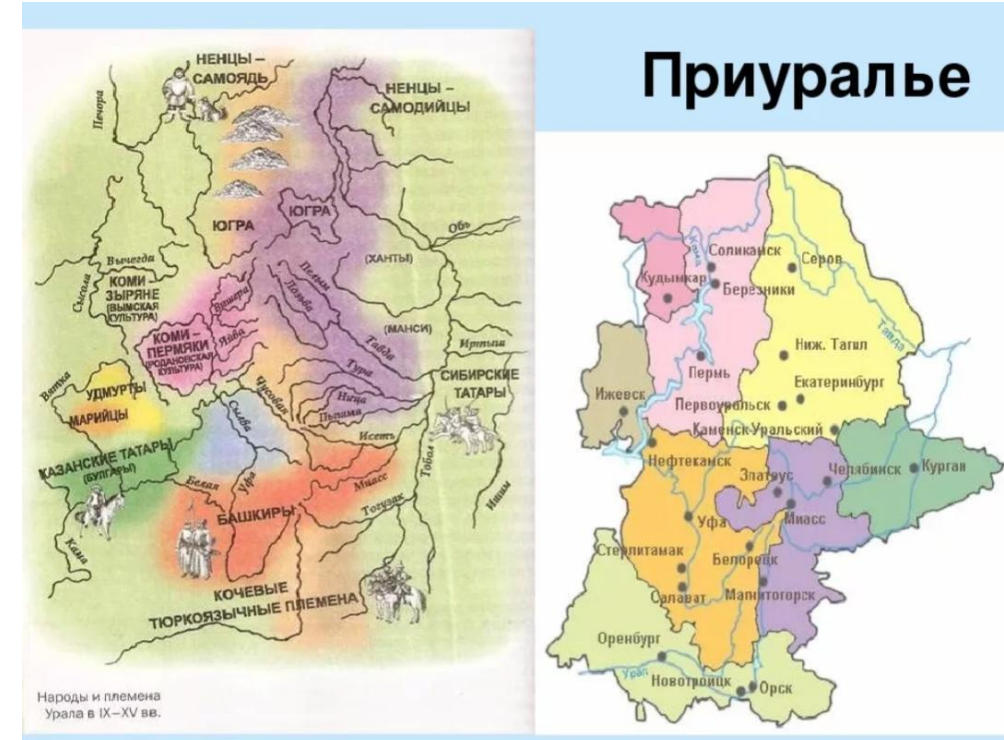 Приуралье
НЕНЦЫ –
САМОЯДЬ
НЕНЦЫ –
САМОДИЙЦЫ
Печора
ЮГРА
ЮГРА
Обь
(ХАНТЫ)
Вычегда
Сысола
КОМИ –
ЗЫРЯНЕ
(ВЫМСКАЯ
КУЛЬТУРА)
Вишера
Пелым
Лозьва
КОМИ –
ПЕРМЯКИ
(РОДАНОВСКАЯ
КУЛЬТУРА)
Яйва
(МАНСИ)
Тавда
Иртыш
Тура
СИБИРСКИЕ
ТАТАРЫ
Вятка
УДМУРТЫ
МАРИЙЦЫ
Чусовая
Сылва
Ница
Пышма
Исеть
КАЗАНСКИЕ ТАТАРЫ
(БУЛГАРЫ)
Белая
Уфа
Миасс
Тобол
Ишим
Тогузак
БАШКИРЫ
Кама
КОЧЕВЫЕ
ТЮРКОЯЗЫЧНЫЕ ПЛЕМЕНА
Народы и племена
Урала в IX–XV вв.
Кама
Соликамск
Серов
Кудымкар
Березники
Тавда
Ниж. Тагил
Пермь
Екатеринбург
Ижевск
Первоуральск
Каменск-Уральский
Нефтекамск
Златоус
Челябинск
Курган
Уфа
Миасс
Стерлитамак
Белорецк
Салават
Магнитогорск
Оренбург
Урал
Новотроицк
Орск